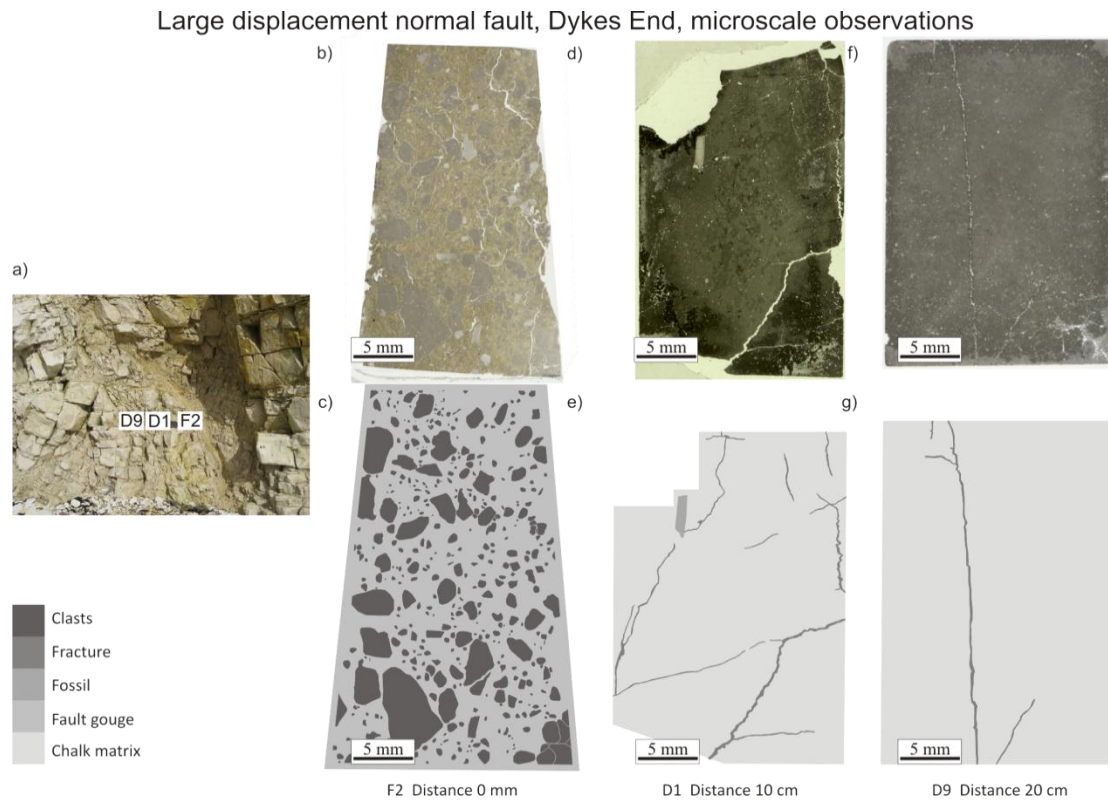 Large displacement normal fault, Dykes End, microscale observations
b)
d)
f)
5 mm
5 mm
5 mm
a)
D9 D1 F2
c)
e)
g)
Clasts
Fracture
Fossil
Fault gouge
Chalk matrix
5 mm
5 mm
5 mm
F2 Distance 0 mm
D1 Distance 10 cm
D9 Distance 20 cm